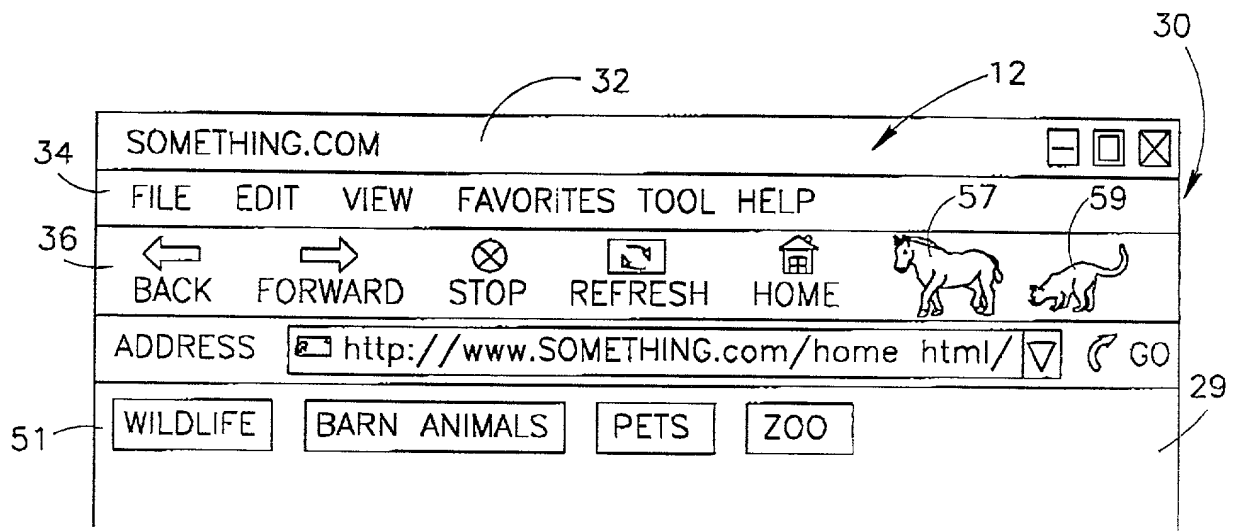 30
32 12
SOMETHING.COM
34 FILE EDIT VIEW FAVORITES TOOL HELP 57 59
36 BACK FORWARD STOP REFRESH HOME
ADDRESS http://www.SOMETHING.com/home html/ GO
29
51 WILDLIFE BARN ANIMALS PETS ZOO